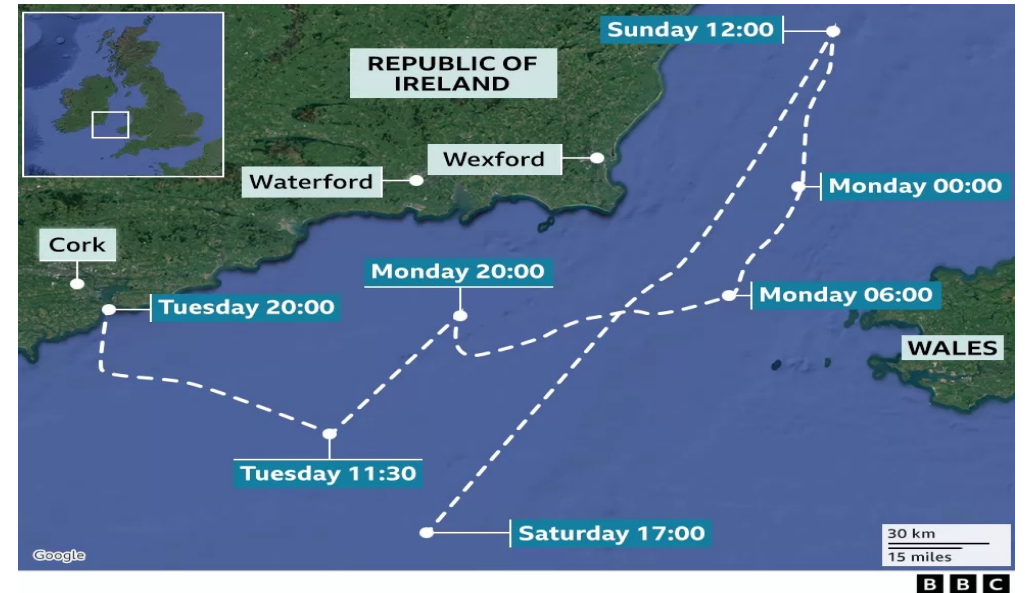 Sunday 12:00
REPUBLIC OF
IRELAND
Wexford
Waterford
Monday 00:00
Cork
Monday 20:00
Tuesday 20:00
Monday 06:00
WALES
Tuesday 11:30
Saturday 17:00
30 km
15 miles
Google
BBC